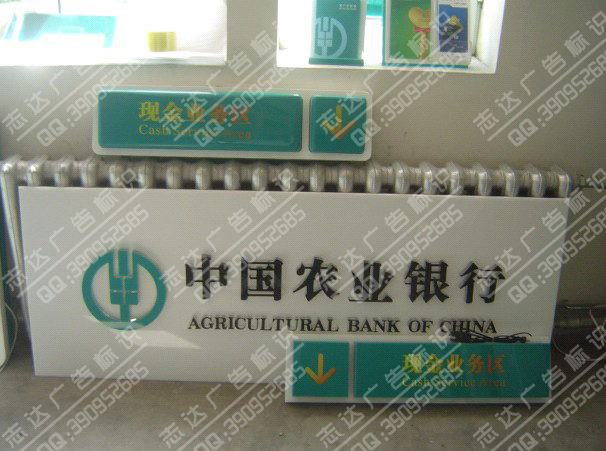 现金业务区
Cash Service Area
中国农业银行
AGRICULTURAL BANK OF CHINA
现金业务区
Cash Service Area
志达广告标识
QQ:390952685